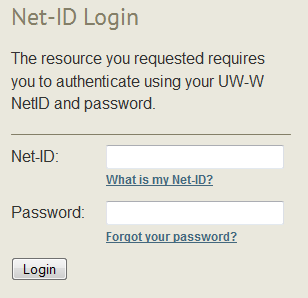 Net-ID Login
The resource you requested requires
you to authenticate using your UW-W
NetID and password.
Net-ID:
What is my Net-ID?
Password:
Forgot your password?
Login